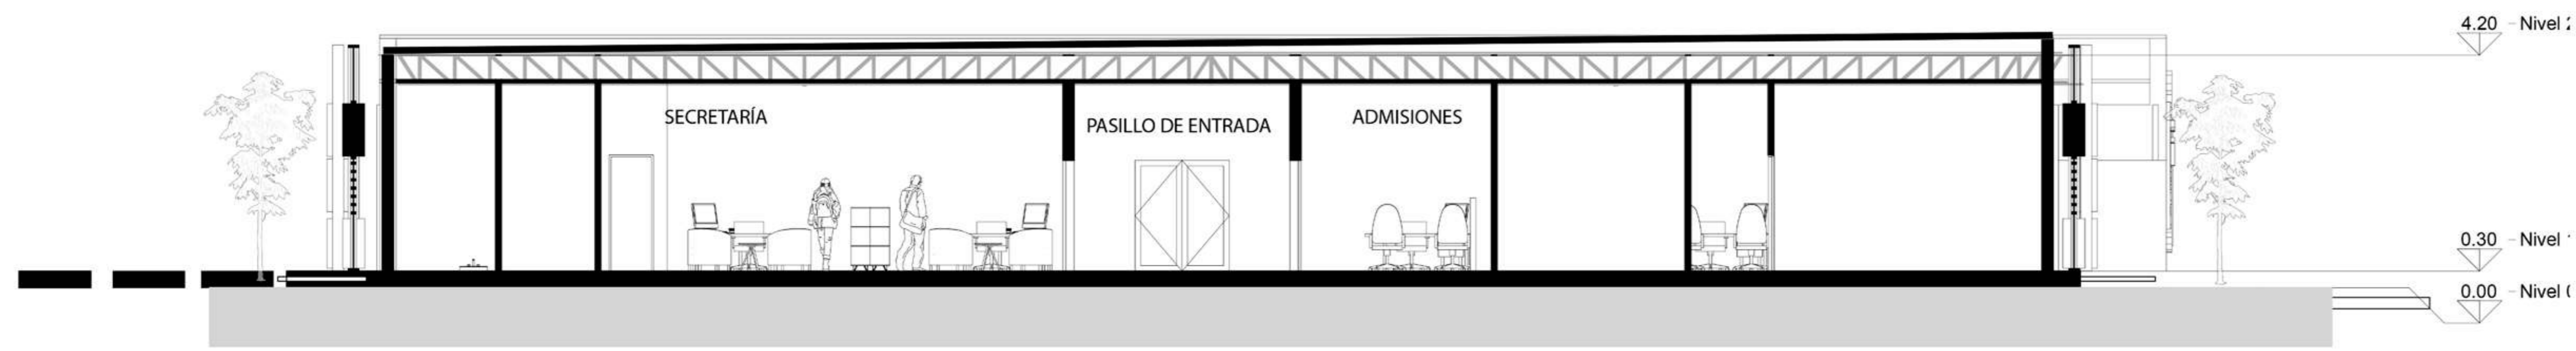 4.20 Nivel
SECRETARÍA
PASILLO DE ENTRADA
ADMISIONES
0.30 Nivel
0.00 Nivel